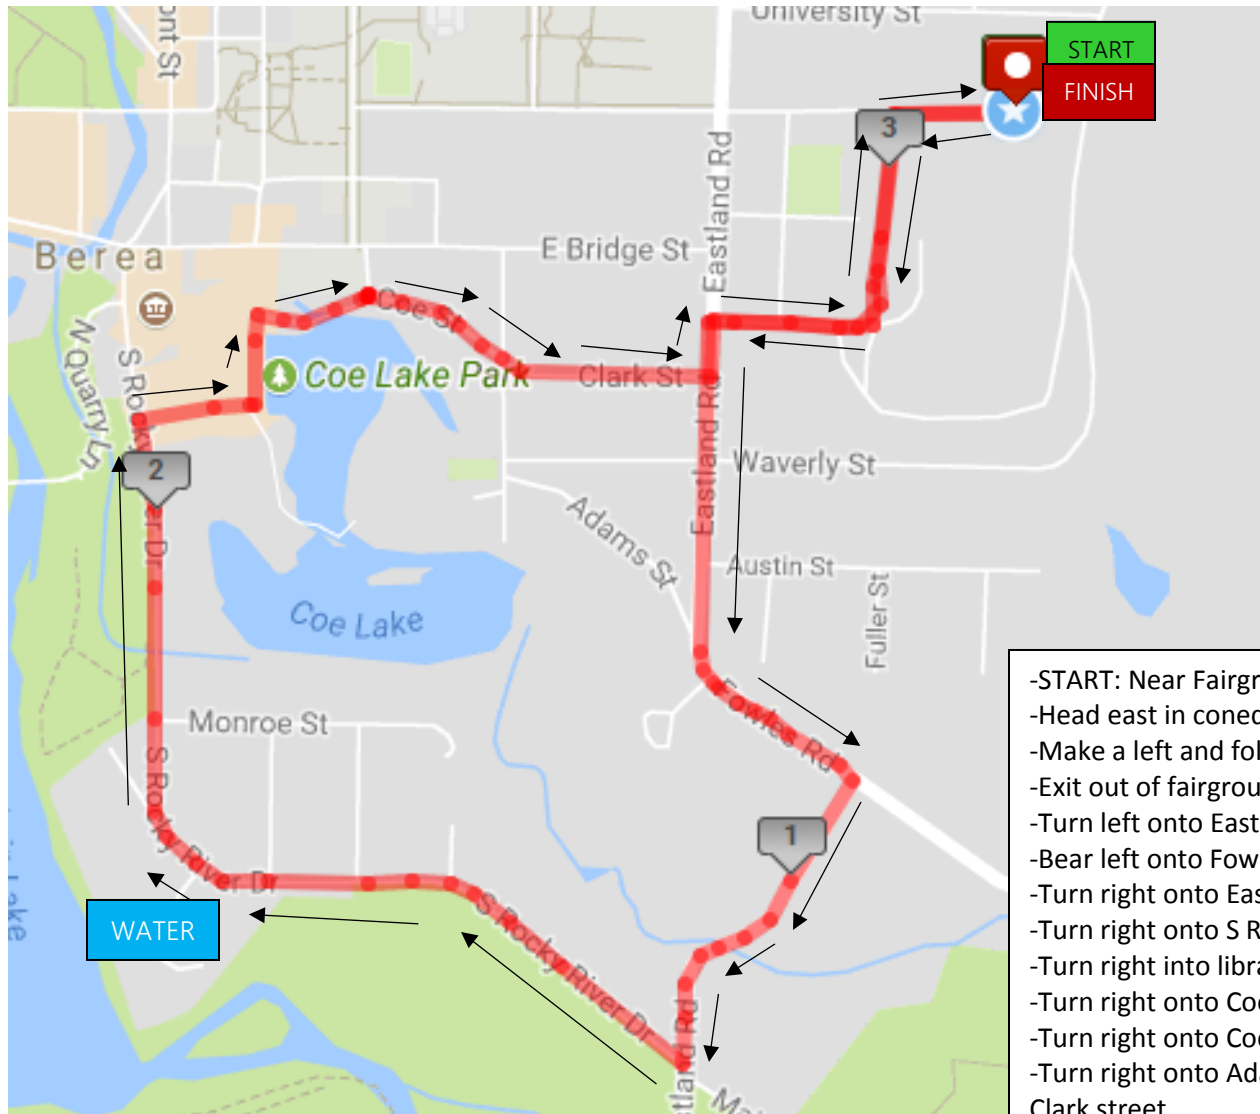 University St
START
FINISH
3
Eastland Rd
E Bridge St
Berea
N Quarry Ln
S Rocky
Coe St
Coe Lake Park
Clark St
Eastland Rd
Waverly St
2
er Dr
Adams St
Austin St
Fuller St
Coe Lake
Monroe St
Fowles Rd
S Rocky River Dr
1
WATER
S Rocky River Dr
Lake
tland Rd
-START: Near Fairgr
-Head east in coned
-Make a left and fol
-Exit out of fairgrou
-Turn left onto East
-Bear left onto Fow
-Turn right onto Eas
-Turn right onto S R
-Turn right into libra
-Turn right onto Coe
-Turn right onto Coe
-Turn right onto Ada
Clark street